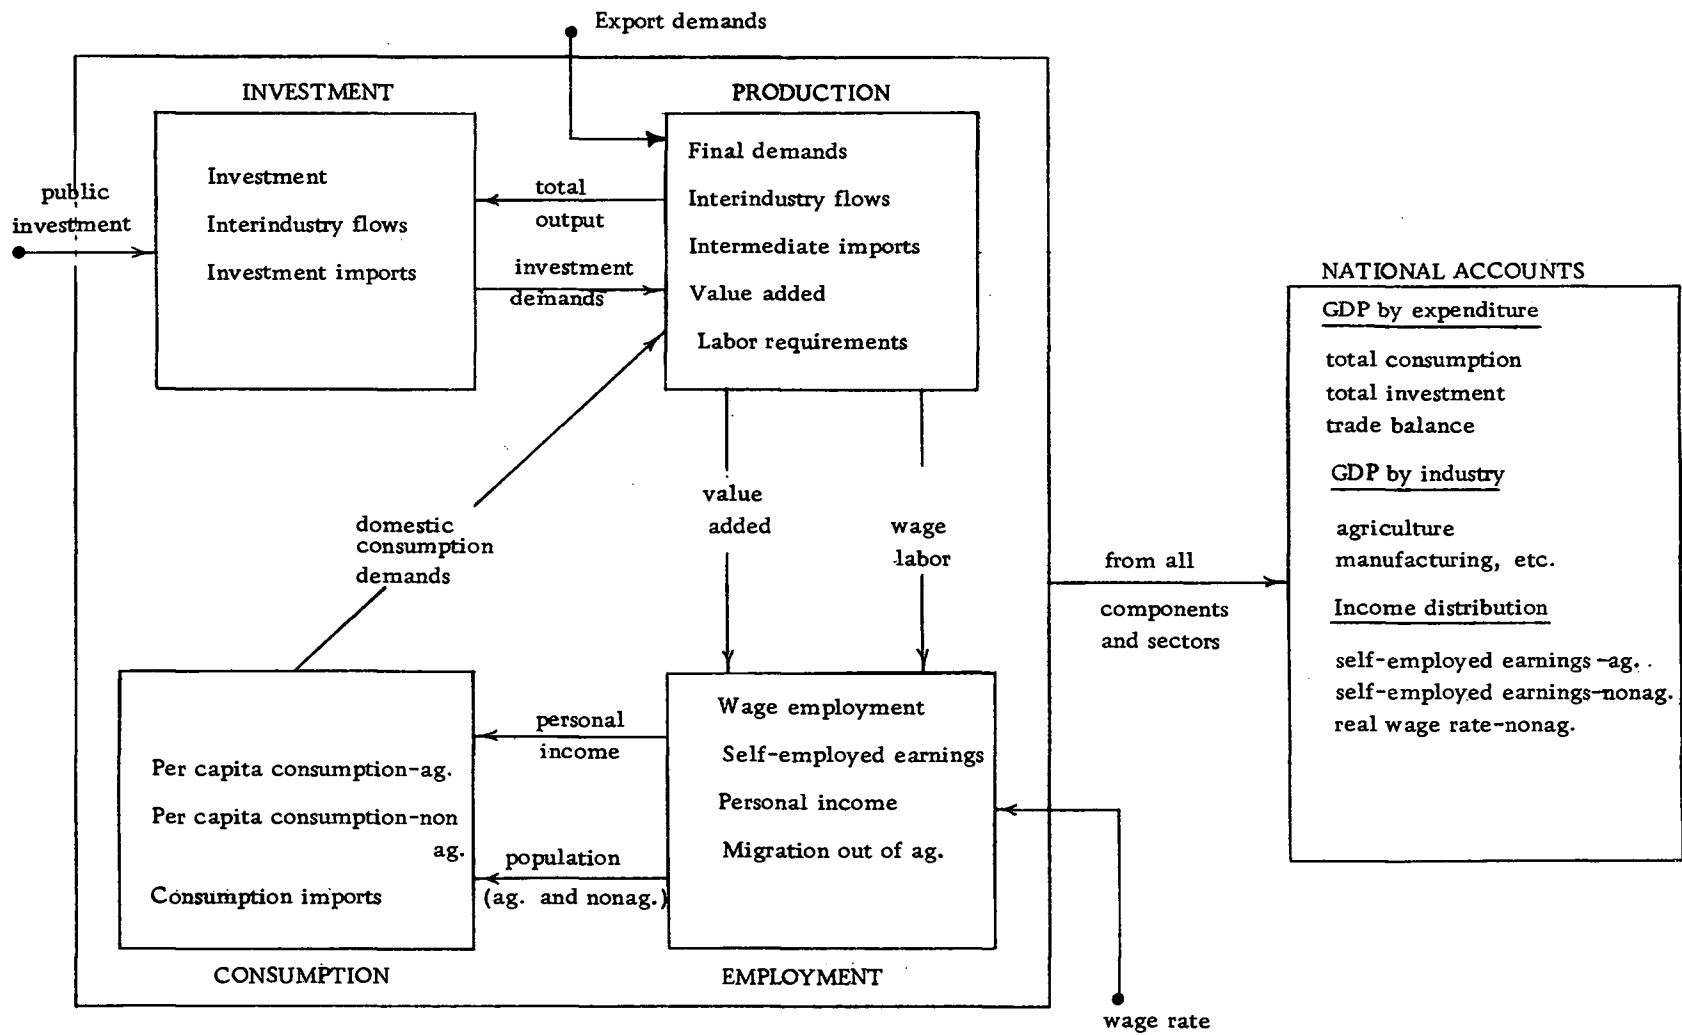 Export demands
INVESTMENT
Investment
Interindustry flows
Investment imports
public
investment
total
output
investment
demands
PRODUCTION
Final demands
Interindustry flows
Intermediate imports
Value added
Labor requirements
domestic
consumption
demands
value
added
wage
labor
Per capita consumption-ag.
Per capita consumption-non
ag.
Consumption imports
CONSUMPTION
personal
income
population
(ag. and nonag.)
Wage employment
Self-employed earnings
Personal income
Migration out of ag.
EMPLOYMENT
wage rate
from all
components
and sectors
NATIONAL ACCOUNTS
GDP by expenditure
total consumption
total investment
trade balance
GDP by industry
agriculture
manufacturing, etc.
Income distribution
self-employed earnings-ag.
self-employed earnings-nonag.
real wage rate-nonag.